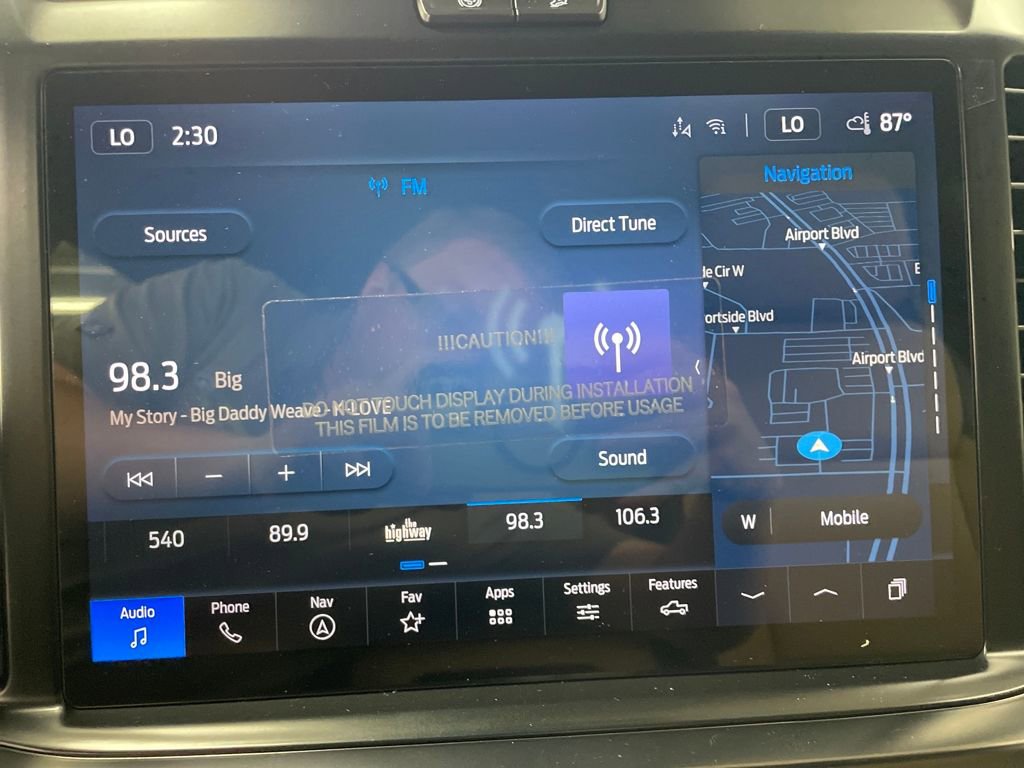 LO 2:30 LO 87°
FM
Navigation
Sources
Direct Tune
Airport Blvd
de Cir W
E
ortside Blvd
!!!CAUTION!!!
98.3 Big
Airport Blvd
DO NOT TOUCH DISPLAY DURING INSTALLATION
My Story - Big Daddy Weave - K-LOVE
THIS FILM IS TO BE REMOVED BEFORE USAGE
Sound
540 89.9 the highway 98.3 106.3
W Mobile
Audio Phone Nav Fav Apps Settings Features